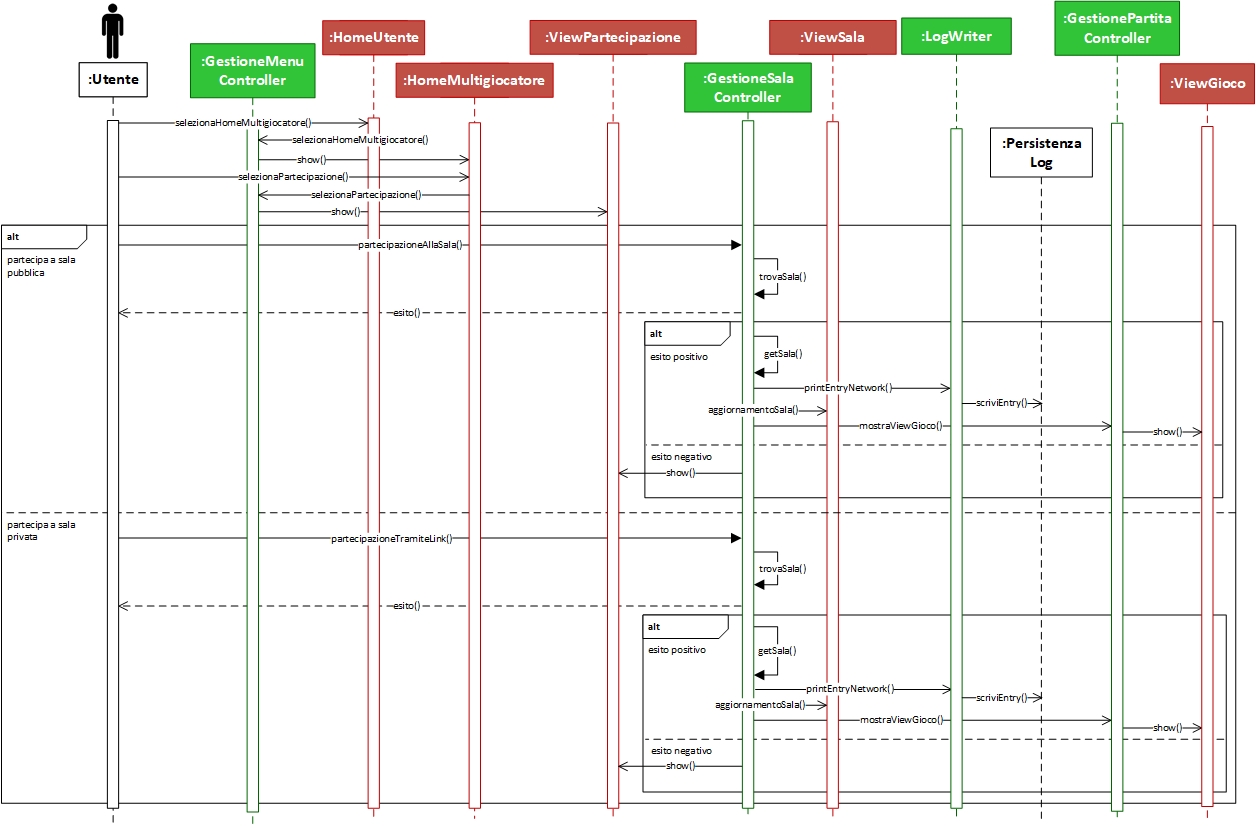 :Utente
:GestioneMenu
Controller
:HomeUtente
:HomeMultigiocatore
:ViewPartecipazione
:GestioneSala
Controller
:ViewSala
:LogWriter
:Persistenza
Log
:GestionePartita
Controller
:ViewGioco
selezionaHomeMultigiocatore()
selezionaHomeMultigiocatore()
show()
selezionaPartecipazione()
selezionaPartecipazione()
show()
alt
partecipa a sala
pubblica
partecipazioneAllaSala()
trovaSala()
esito()
alt
esito positivo
getSala()
printEntryNetwork()
scriviEntry()
aggiornamentoSala()
mostraViewGioco()
show()
esito negativo
show()
partecipa a sala
privata
partecipazioneTramiteLink()
trovaSala()
esito()
alt
esito positivo
getSala()
printEntryNetwork()
scriviEntry()
aggiornamentoSala()
mostraViewGioco()
show()
esito negativo
show()